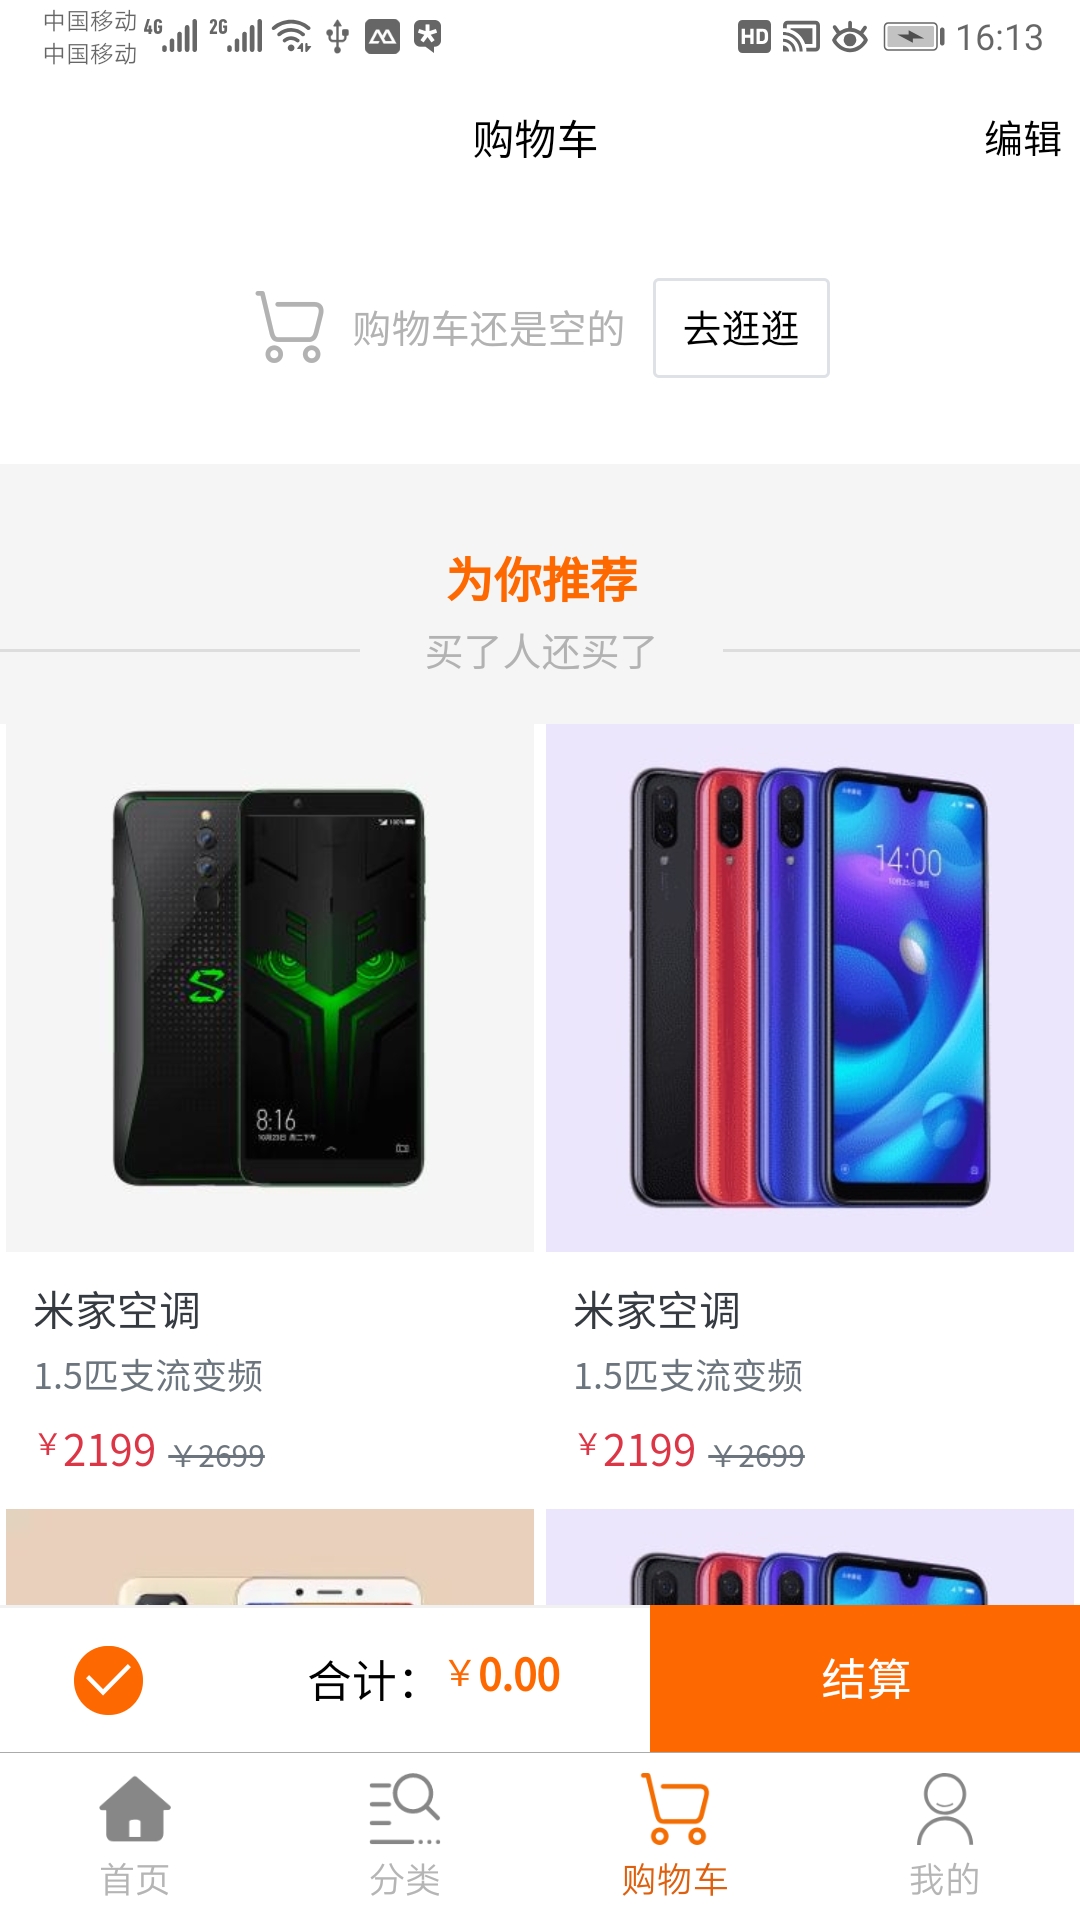 中国移动 4G 2G HD 16:13
中国移动
购物车 编辑
购物车还是空的 去逛逛
为你推荐
买了人还买了
100%
14:00
8:16
米家空调 米家空调
1.5匹支流变频 1.5匹支流变频
¥2199 ¥2699 ¥2199 ¥2699
合计： ¥0.00 结算
首页 分类 购物车 我的